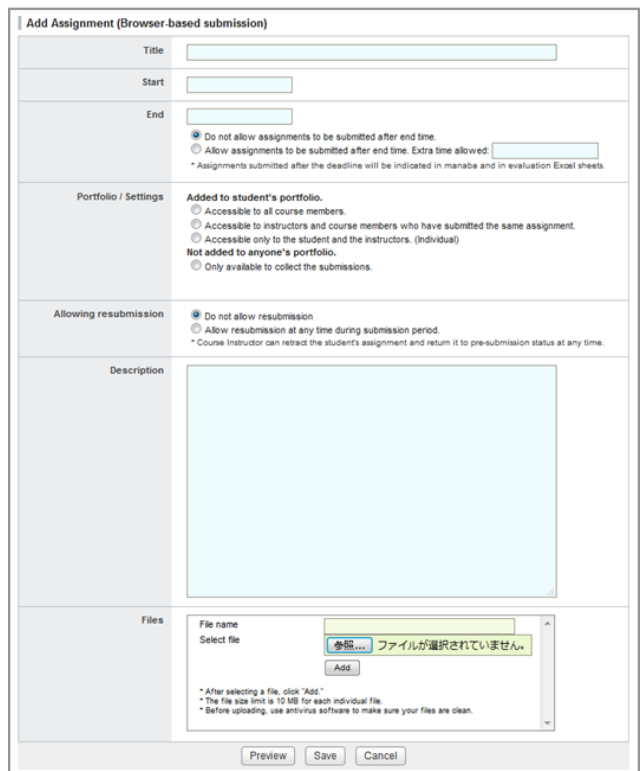 Add Assignment (Browser-based submission)
Title
Start
End
Do not allow assignments to be submitted after end time.
Allow assignments to be submitted after end time. Extra time allowed:
* Assignments submitted after the deadline will be indicated in manaba and in evaluation Excel sheets.
Portfolio / Settings
Added to student's portfolio.
Accessible to all course members.
Accessible to instructors and course members who have submitted the same assignment.
Accessible only to the student and the instructors. (Individual)
Not added to anyone's portfolio.
Only available to collect the submissions.
Allowing resubmission
Do not allow resubmission
Allow resubmission at any time during submission period.
* Course Instructor can retract the student's assignment and return it to pre-submission status at any time.
Description
Files
File name
Select file
参照... ファイルが選択されていません。
Add
* After selecting a file, click "Add."
* The file size limit is 10 MB for each individual file.
* Before uploading, use antivirus software to make sure your files are clean.
Preview Save Cancel